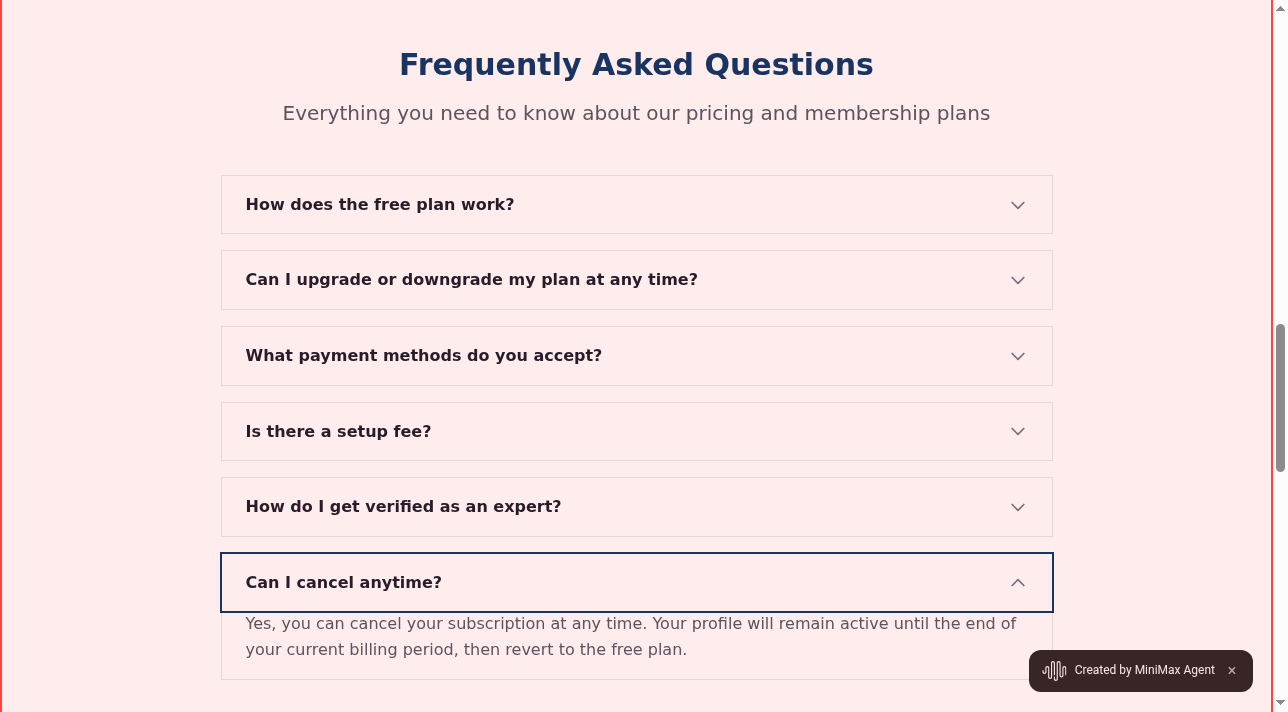 Frequently Asked Questions
Everything you need to know about our pricing and membership plans
How does the free plan work?
Can I upgrade or downgrade my plan at any time?
What payment methods do you accept?
Is there a setup fee?
How do I get verified as an expert?
Can I cancel anytime?
Yes, you can cancel your subscription at any time. Your profile will remain active until the end of
your current billing period, then revert to the free plan.
Created by MiniMax Agent ×